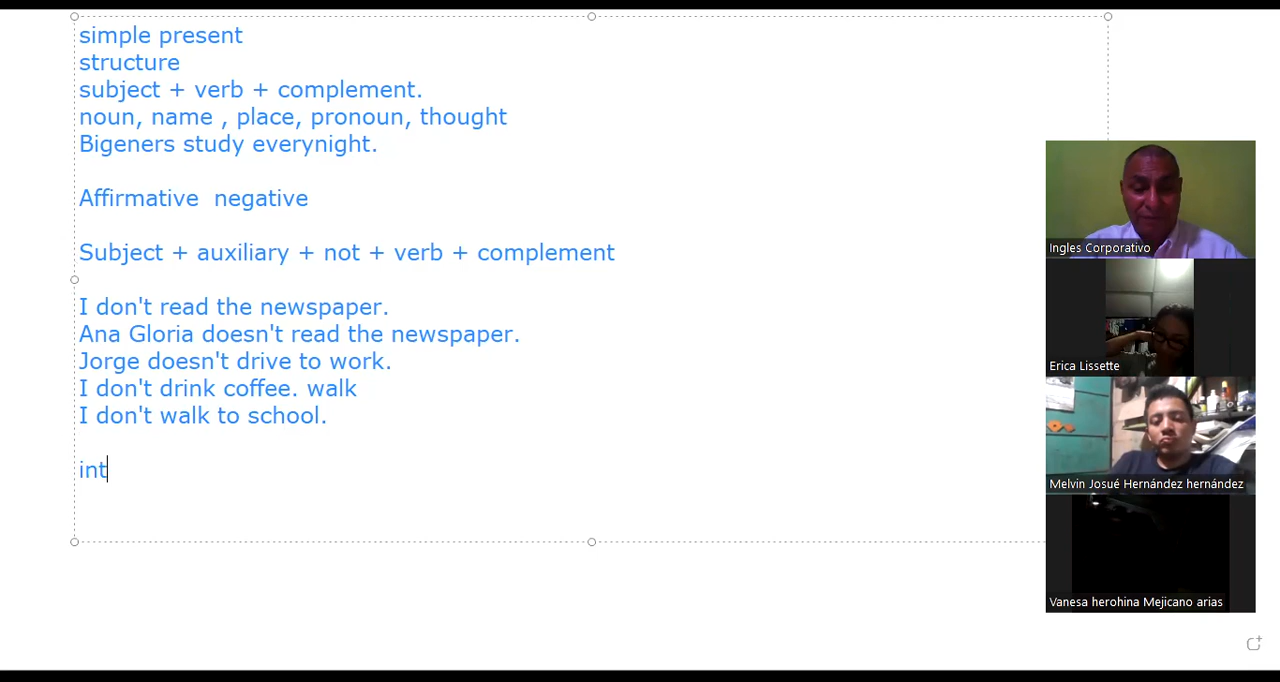 simple present
structure
subject + verb + complement.
noun, name , place, pronoun, thought
Bigeners study everynight.
Affirmative  negative
Subject + auxiliary + not + verb + complement
I don't read the newspaper.
Ana Gloria doesn't read the newspaper.
Jorge doesn't drive to work.
I don't drink coffee. walk
I don't walk to school.
int
Ingles Corporativo
Erica Lissette
Melvin Josué Hernández hernández
Vanesa herohina Mejicano arias